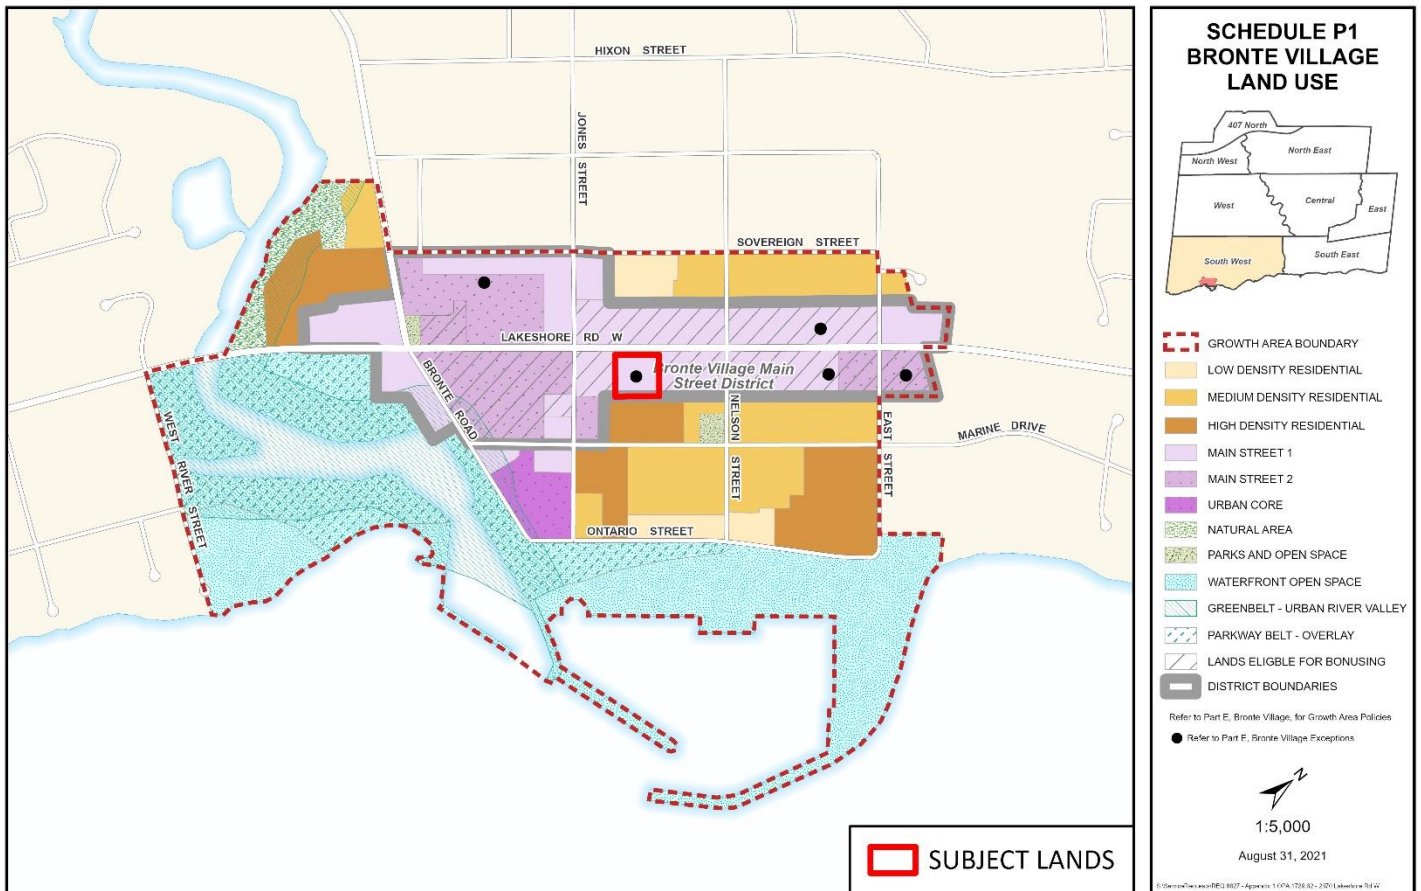 HIXON STREET
JONES STREET
SOVEREIGN STREET
LAKESHORE RD W
Bronte Village Main
Street District
BRONTE ROAD
NELSON STREET
EAST STREET
MARINE DRIVE
WEST RIVER STREET
ONTARIO STREET
SUBJECT LANDS
SCHEDULE P1
BRONTE VILLAGE
LAND USE
407 North
North West
North East
West
Central
East
South West
South East
GROWTH AREA BOUNDARY
LOW DENSITY RESIDENTIAL
MEDIUM DENSITY RESIDENTIAL
HIGH DENSITY RESIDENTIAL
MAIN STREET 1
MAIN STREET 2
URBAN CORE
NATURAL AREA
PARKS AND OPEN SPACE
WATERFRONT OPEN SPACE
GREENBELT - URBAN RIVER VALLEY
PARKWAY BELT - OVERLAY
LANDS ELIGBLE FOR BONUSING
DISTRICT BOUNDARIES
Refer to Part E, Bronte Village, for Growth Area Policies
Refer to Part E, Bronte Village Exceptions
N
1:5,000
August 31, 2021